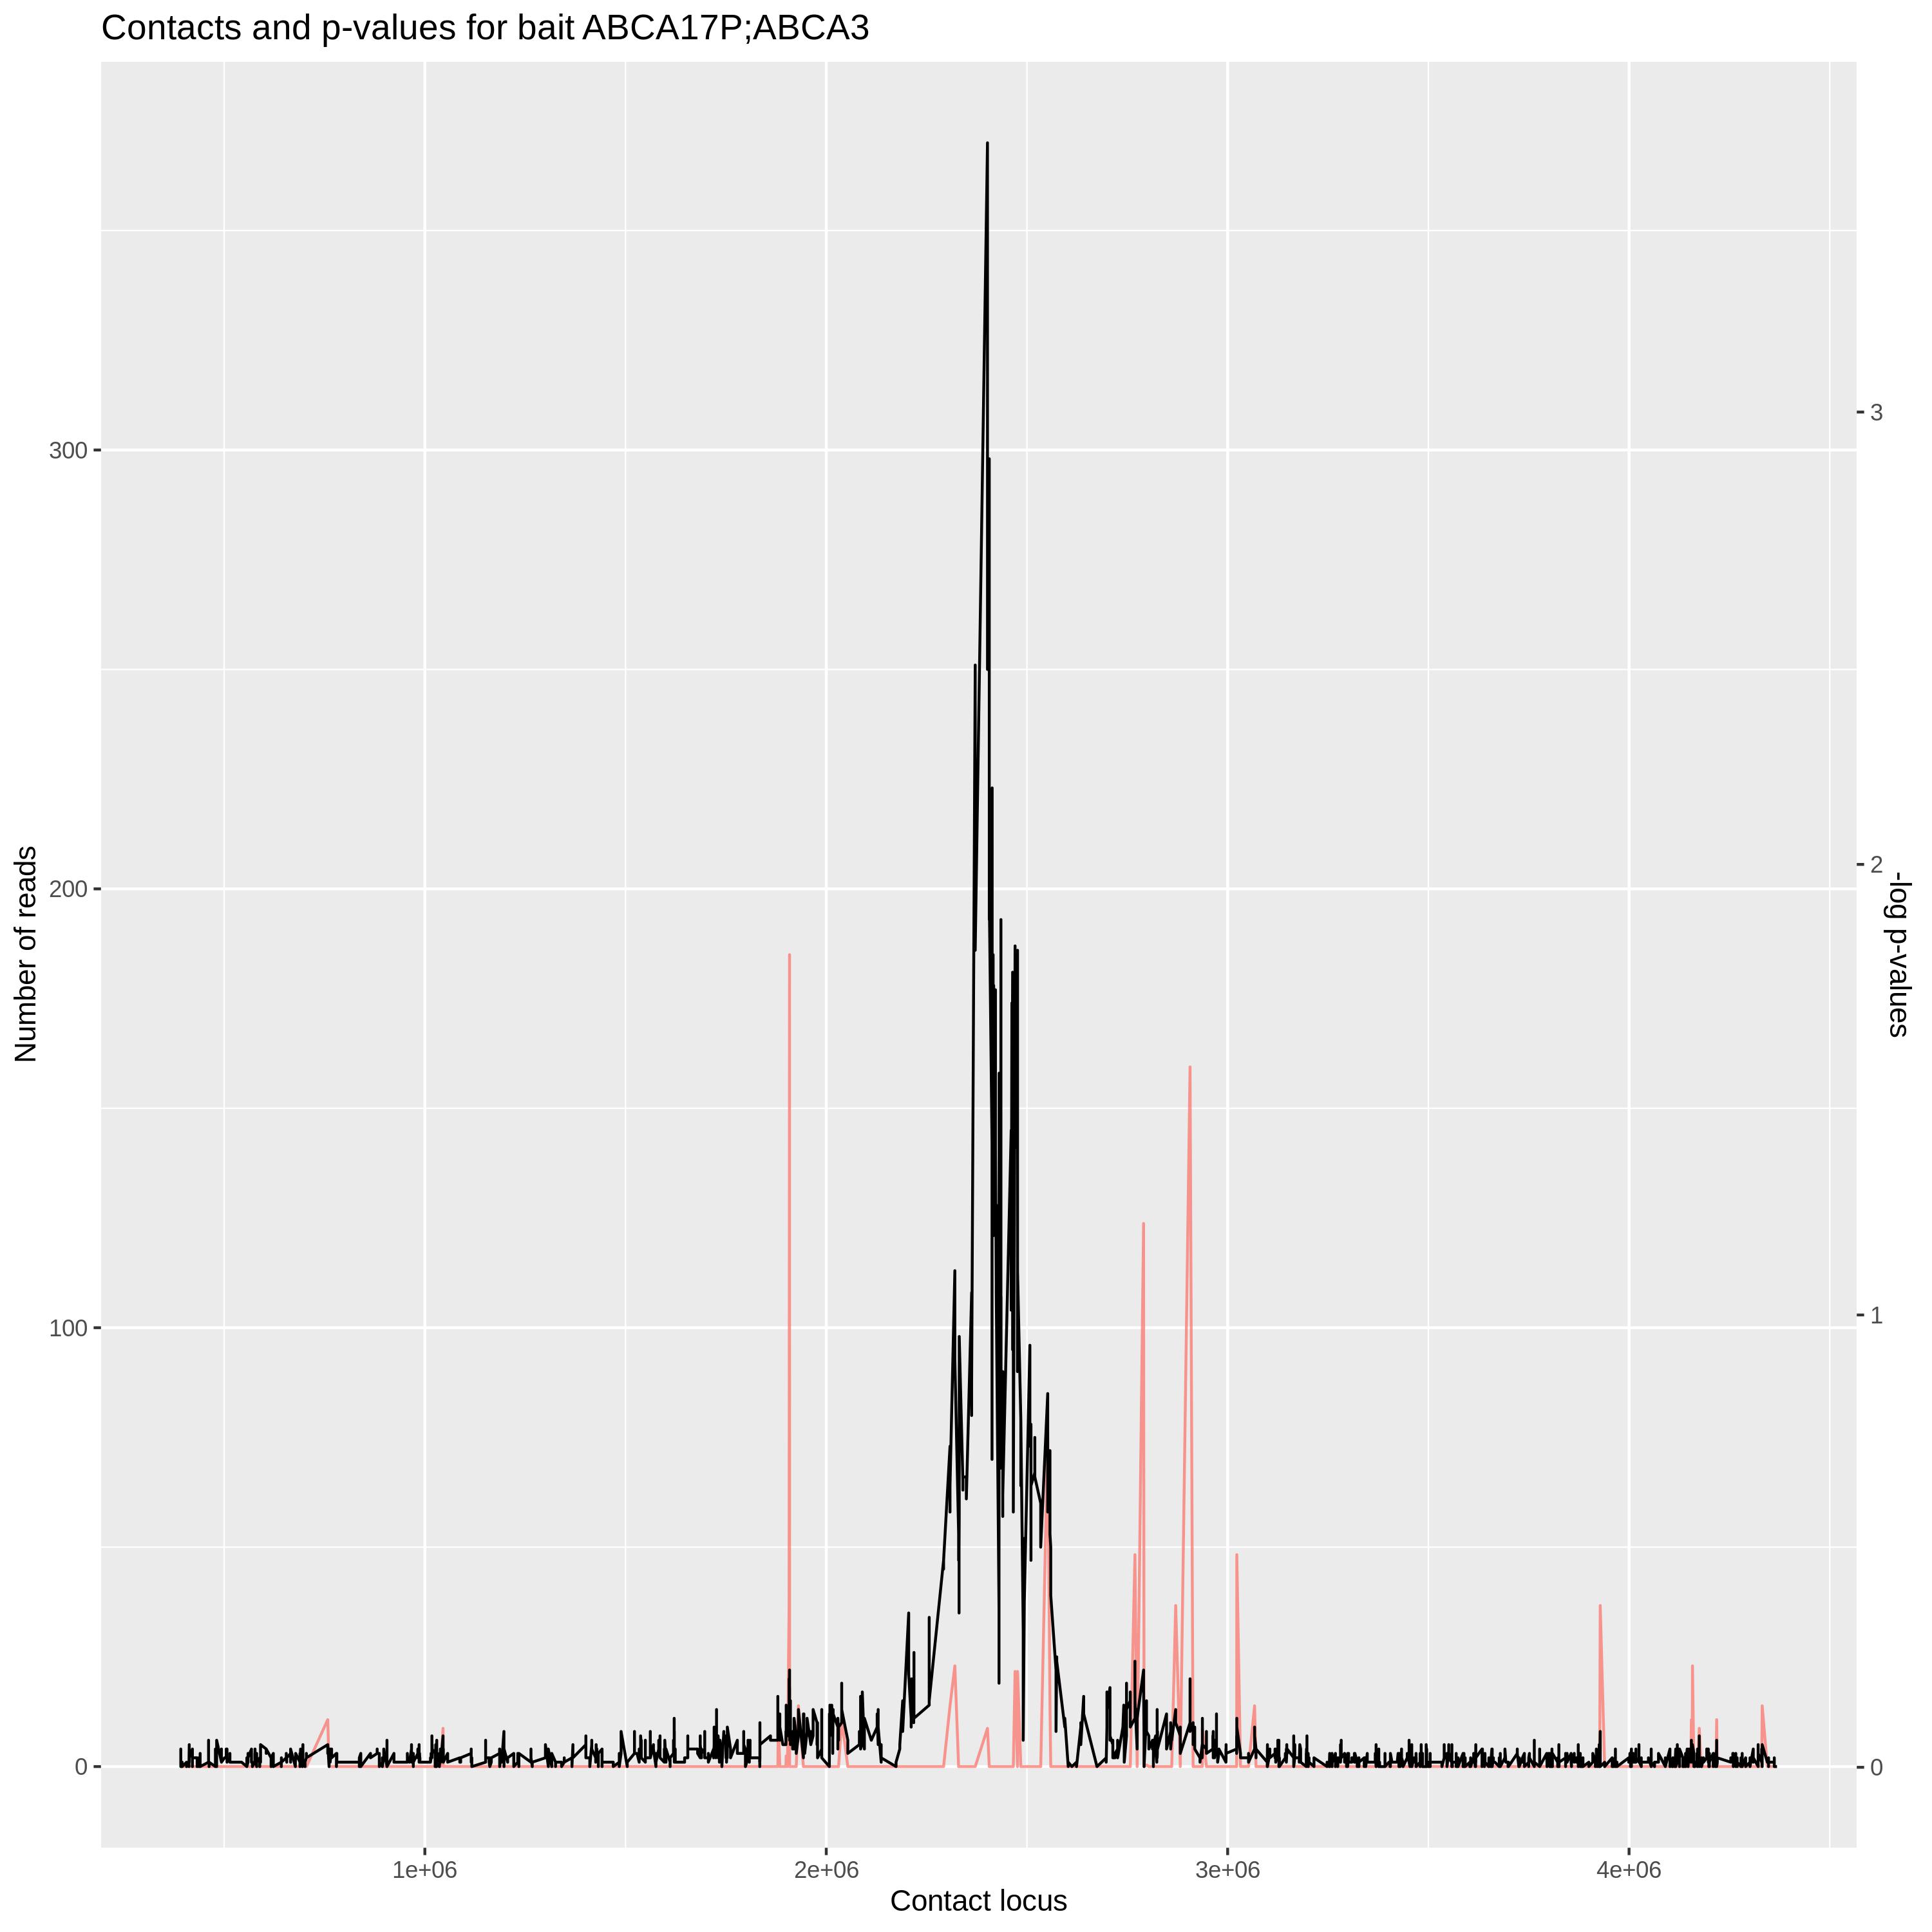 Contacts and p-values for bait ABCA17P;ABCA3
300
200
100
0
Number of reads
3
2
1
0
-log p-values
1e+06
2e+06
3e+06
4e+06
Contact locus